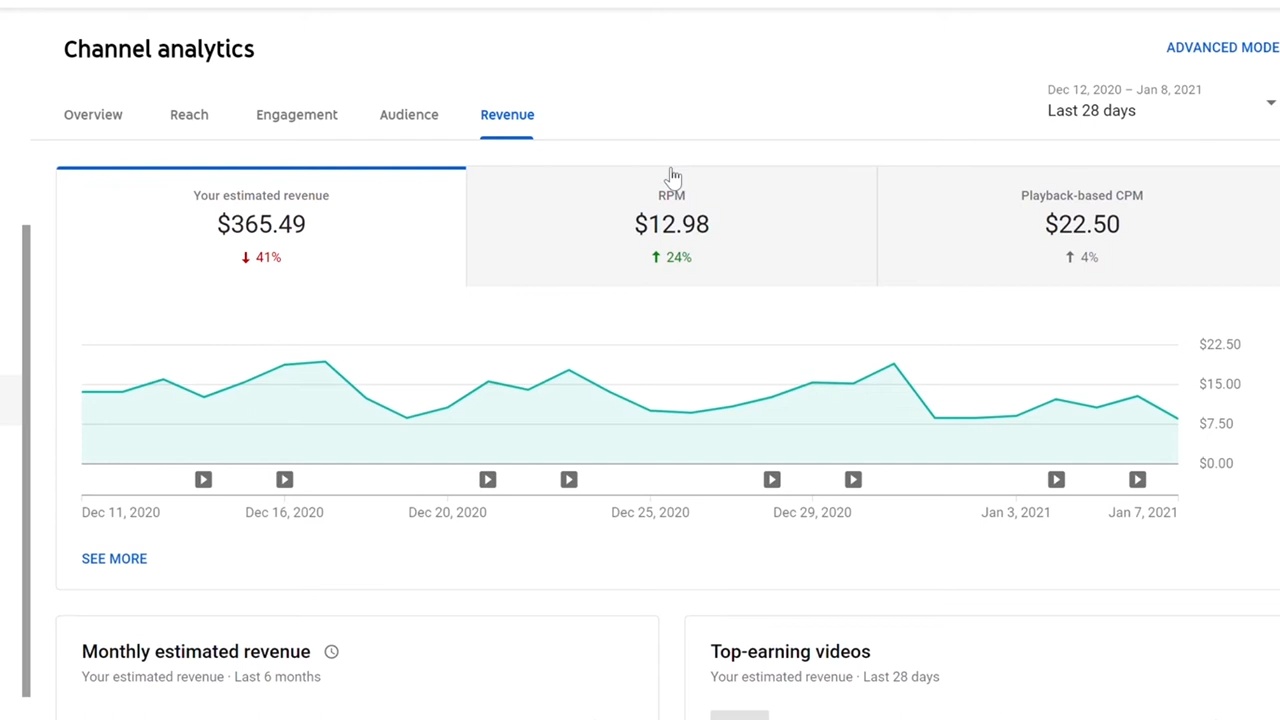 Channel analytics
ADVANCED MODE
Dec 12, 2020 – Jan 8, 2021
Last 28 days
Overview
Reach
Engagement
Audience
Revenue
Your estimated revenue
$365.49
41%
RPM
$12.98
24%
Playback-based CPM
$22.50
4%
$22.50
$15.00
$7.50
$0.00
Dec 11, 2020
Dec 16, 2020
Dec 20, 2020
Dec 25, 2020
Dec 29, 2020
Jan 3, 2021
Jan 7, 2021
SEE MORE
Monthly estimated revenue
Your estimated revenue · Last 6 months
Top-earning videos
Your estimated revenue · Last 28 days